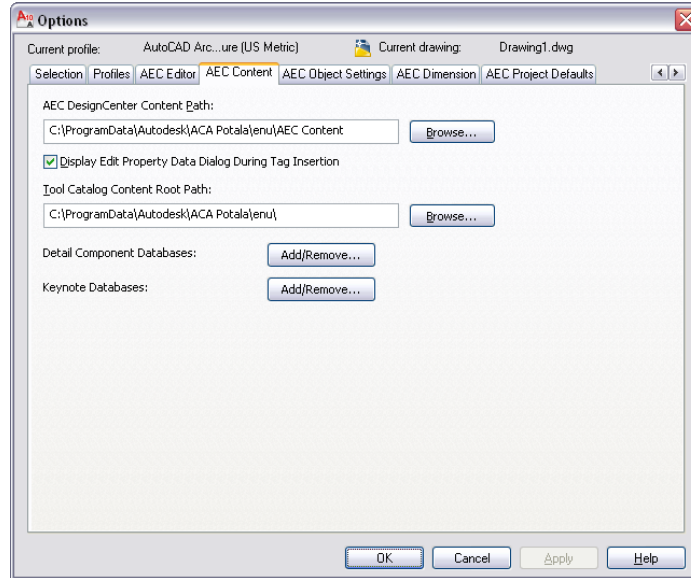 Options
Current profile: AutoCAD Arc...ure (US Metric) Current drawing: Drawing1.dwg
Selection Profiles AEC Editor AEC Content AEC Object Settings AEC Dimension AEC Project Defaults
AEC DesignCenter Content Path:
C:\ProgramData\Autodesk\ACA Potala\enu\AEC Content Browse...
Display Edit Property Data Dialog During Tag Insertion
Tool Catalog Content Root Path:
C:\ProgramData\Autodesk\ACA Potala\enu\ Browse...
Detail Component Databases: Add/Remove...
Keynote Databases: Add/Remove...
OK Cancel Apply Help